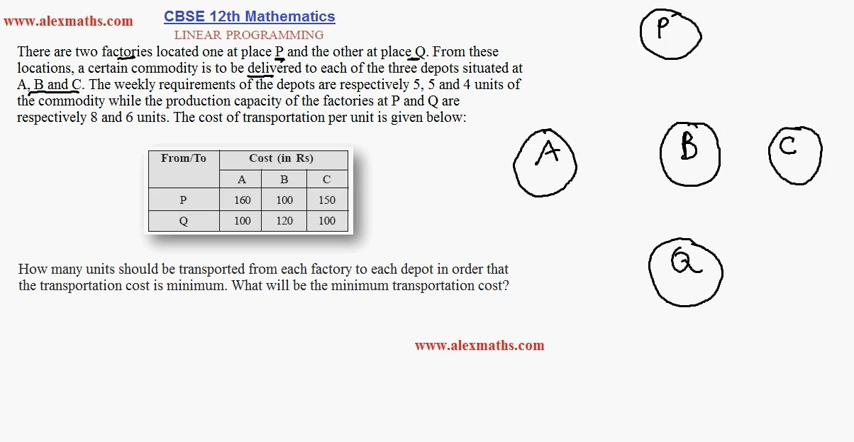 www.alexmaths.com
CBSE 12th Mathematics
LINEAR PROGRAMMING
There are two factories located one at place P and the other at place Q. From these
locations, a certain commodity is to be delivered to each of the three depots situated at
A, B and C. The weekly requirements of the depots are respectively 5, 5 and 4 units of
the commodity while the production capacity of the factories at P and Q are
respectively 8 and 6 units. The cost of transportation per unit is given below:
From/To Cost (in Rs)
A B C
P 160 100 150
Q 100 120 100
How many units should be transported from each factory to each depot in order that
the transportation cost is minimum. What will be the minimum transportation cost?
www.alexmaths.com
P
A B C
Q